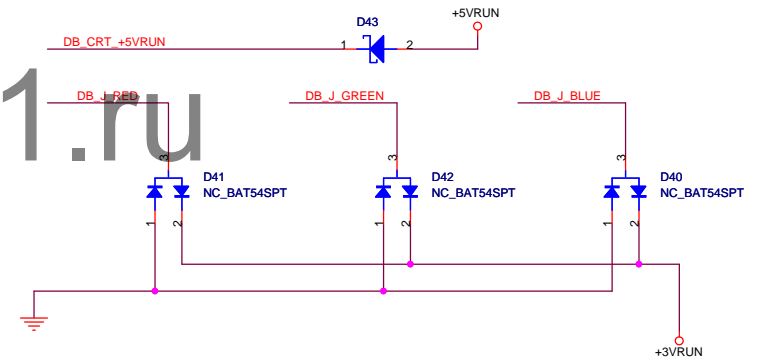 +5VRUN
D43
DB_CRT_+5VRUN
1 2
DB_J_RED DB_J_GREEN DB_J_BLUE
1.ru
3 3 3
D41 D42 D40
NC_BAT54SPT NC_BAT54SPT NC_BAT54SPT
1 2 1 2 1 2
+3VRUN